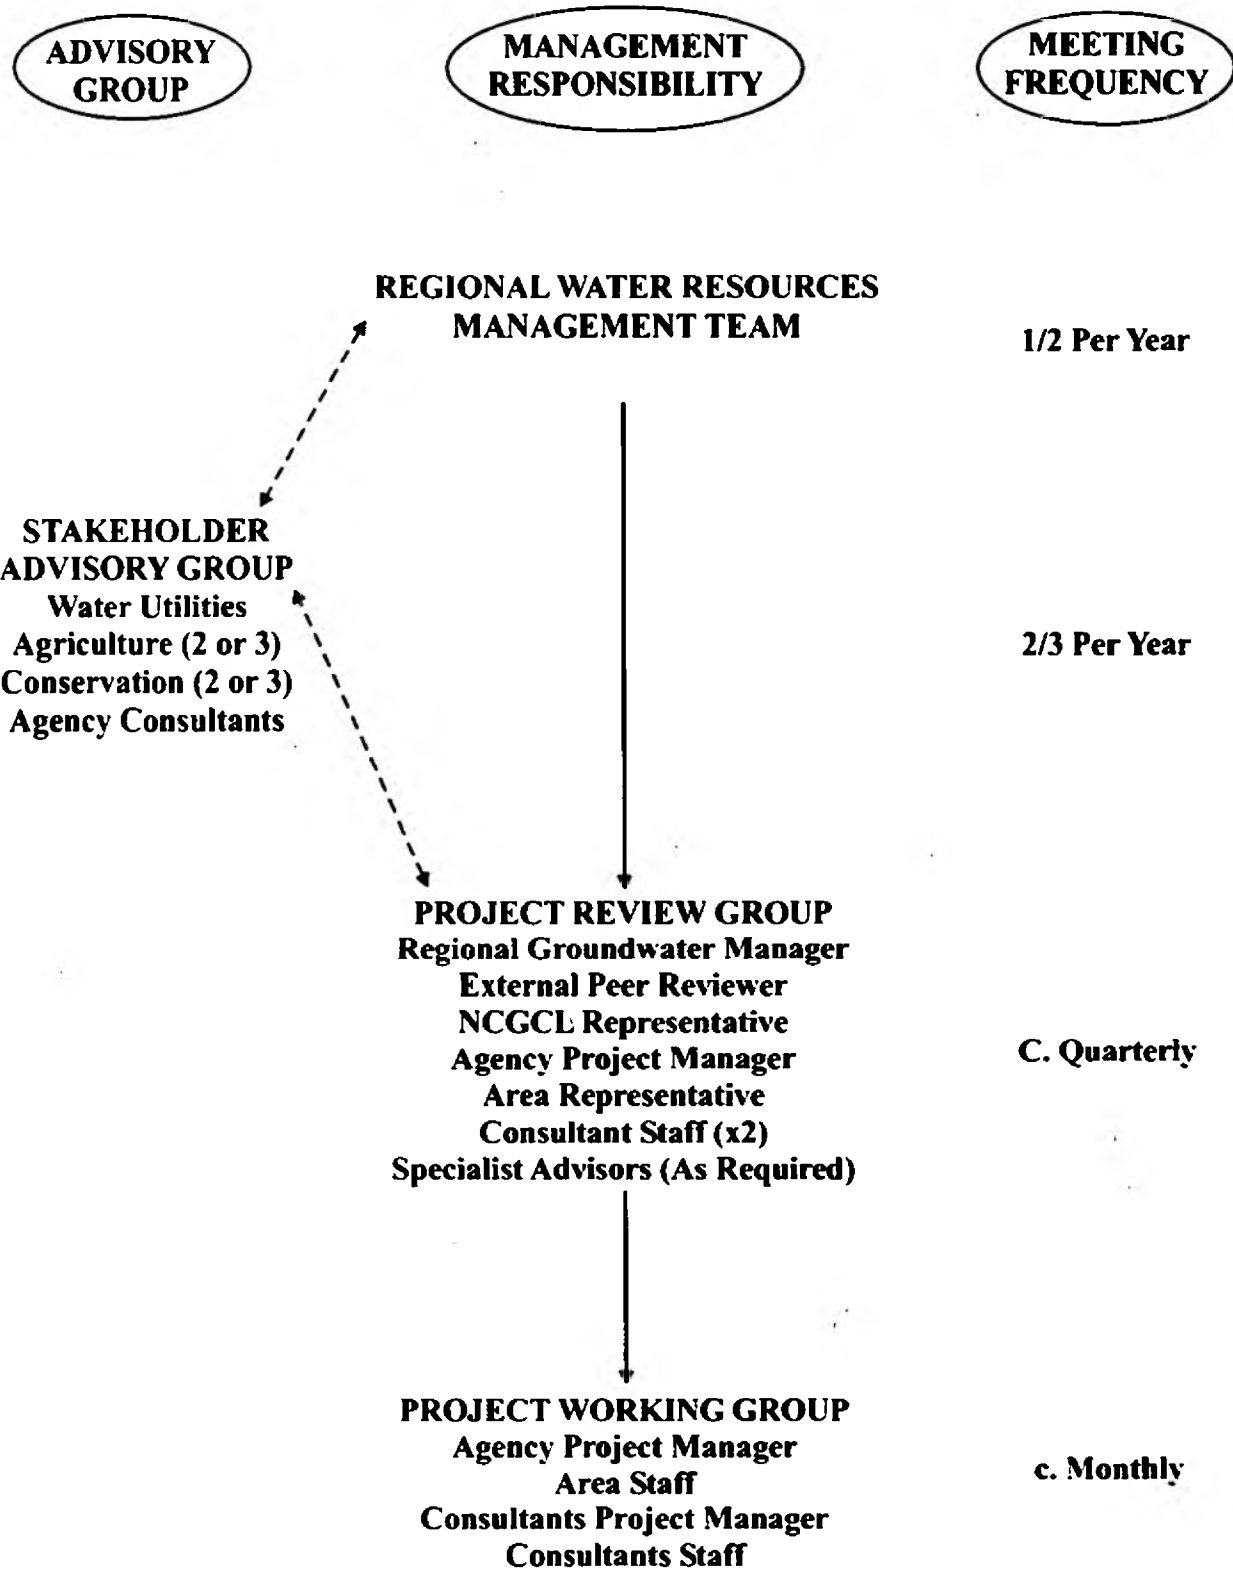 ADVISORY
GROUP
MANAGEMENT
RESPONSIBILITY
MEETING
FREQUENCY
REGIONAL WATER RESOURCES
MANAGEMENT TEAM
1/2 Per Year
STAKEHOLDER
ADVISORY GROUP
Water Utilities
Agriculture (2 or 3)
Conservation (2 or 3)
Agency Consultants
2/3 Per Year
PROJECT REVIEW GROUP
Regional Groundwater Manager
External Peer Reviewer
NCGCL Representative
Agency Project Manager
Area Representative
Consultant Staff (x2)
Specialist Advisors (As Required)
C. Quarterly
PROJECT WORKING GROUP
Agency Project Manager
Area Staff
Consultants Project Manager
Consultants Staff
c. Monthly